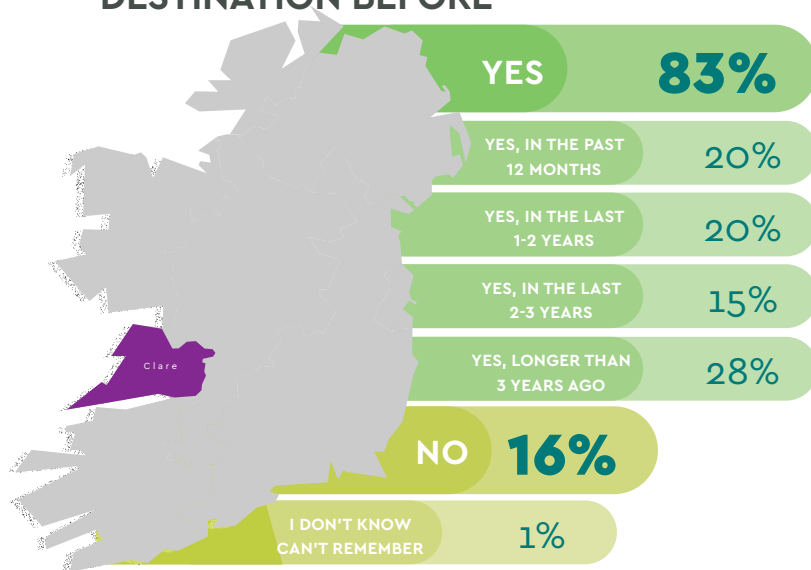 DESTINATION BEFORE
YES 83%
YES, IN THE PAST
12 MONTHS
20%
YES, IN THE LAST
1-2 YEARS
20%
YES, IN THE LAST
2-3 YEARS
15%
Clare
YES, LONGER THAN
3 YEARS AGO
28%
NO 16%
I DON'T KNOW
CAN'T REMEMBER
1%